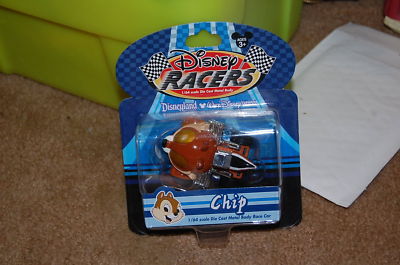 Disney
RACERS
AGES
3+
1/64 scale Die Cast Metal Body
Disneyland Walt Disney World
Chip
1/64 scale Die Cast Metal Body Race Car